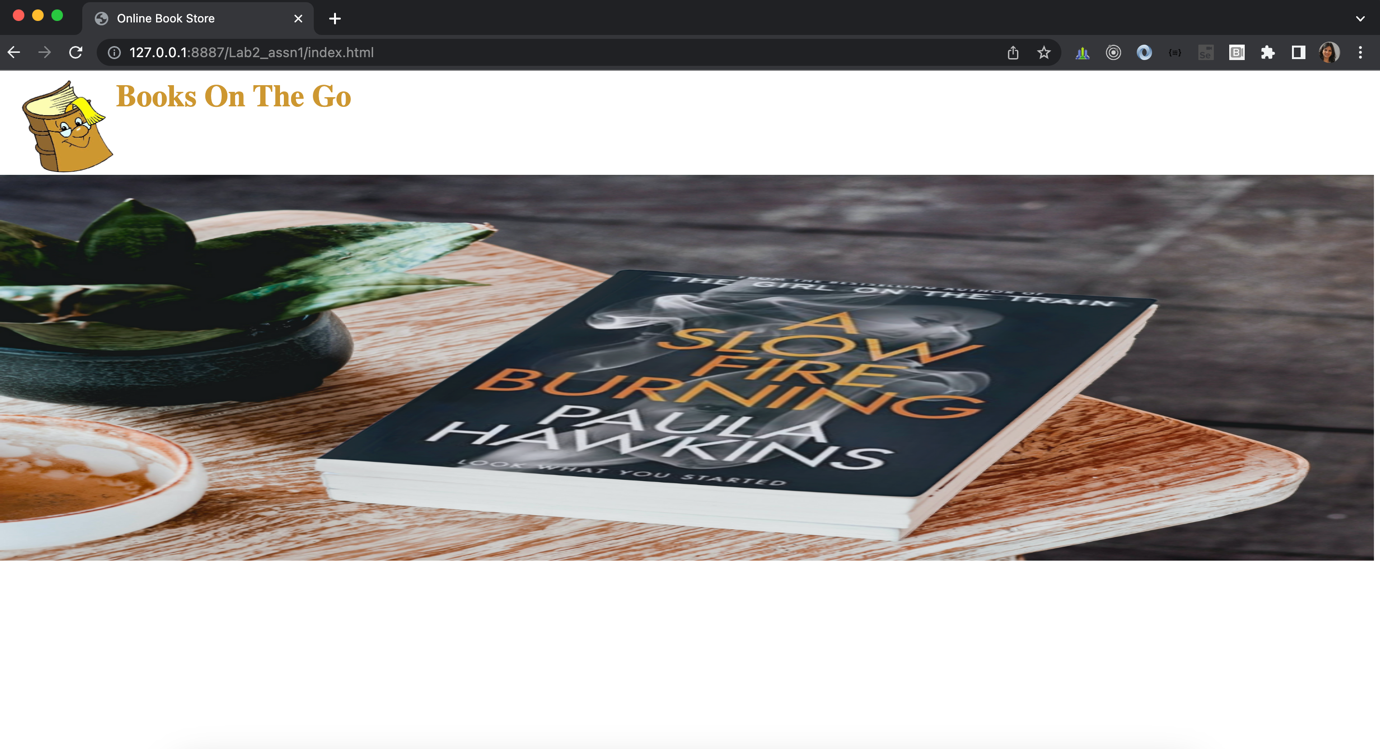 Online Book Store
127.0.0.1:8887/Lab2_assn1/index.html
Books On The Go
FROM THE BESTSELLING AUTHOR OF
THE GIRL ON THE TRAIN
A
SLOW
FIRE
BURNING
PAULA
HAWKINS
LOOK WHAT YOU STARTED